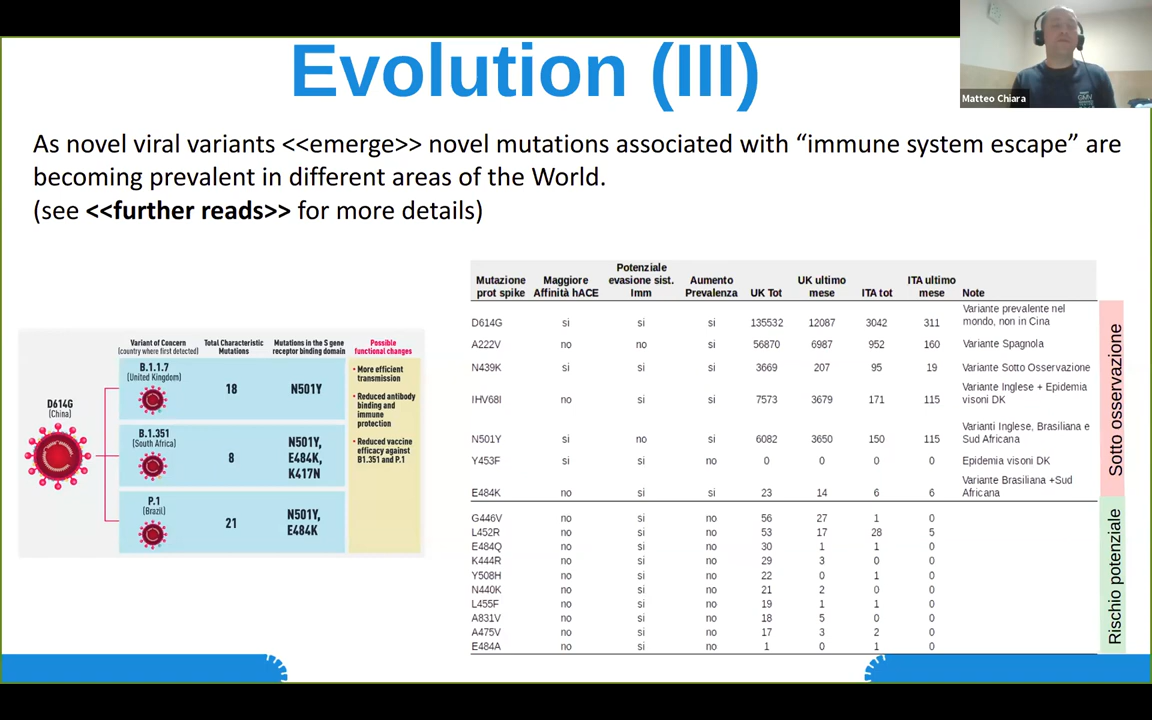 Evolution (III)
Matteo Chiara
As novel viral variants <<emerge>> novel mutations associated with “immune system escape” are
becoming prevalent in different areas of the World.
(see <<further reads>> for more details)
Variant of Concern
(country where first detected)
Total Characteristic
Mutations
Mutations in the S gene
receptor binding domain
Possible
functional changes
D614G
(China)
B.1.1.7
(United Kingdom)
18
N501Y
B.1.351
(South Africa)
8
N501Y,
E484K,
K417N
P.1
(Brazil)
21
N501Y,
E484K
• More efficient
transmission
• Reduced antibody
binding and
immune
protection
• Reduced vaccine
efficacy against
B1.351 and P.1
Mutazione
prot spike
Maggiore
Affinità hACE
Potenziale
evasione sist.
Imm
Aumento
Prevalenza
UK Tot
UK ultimo
mese
ITA tot
ITA ultimo
mese
Note
D614G si si si 135532 12087 3042 311 Variante prevalente nel
mondo, non in Cina
A222V no no si 56870 6987 952 160 Variante Spagnola
N439K si si si 3669 207 95 19 Variante Sotto Osservazione
IHV68I no si si 7573 3679 171 115 Variante Inglese + Epidemia
visoni DK
N501Y si no si 6082 3650 150 115 Varianti Inglese, Brasiliana e
Sud Africana
Y453F si si no 0 0 0 0 Epidemia visoni DK
E484K no si si 23 14 6 6 Variante Brasiliana +Sud
Africana
G446V no si no 56 27 1 0
L452R no si no 53 17 28 5
E484Q no si no 30 1 1 0
K444R no si no 29 3 0 0
Y508H no si no 22 0 1 0
N440K no si no 21 2 0 0
L455F no si no 19 1 1 0
A831V no si no 18 5 0 0
A475V no si no 17 3 2 0
E484A no si no 1 0 1 0
Sotto osservazione
Rischio potenziale